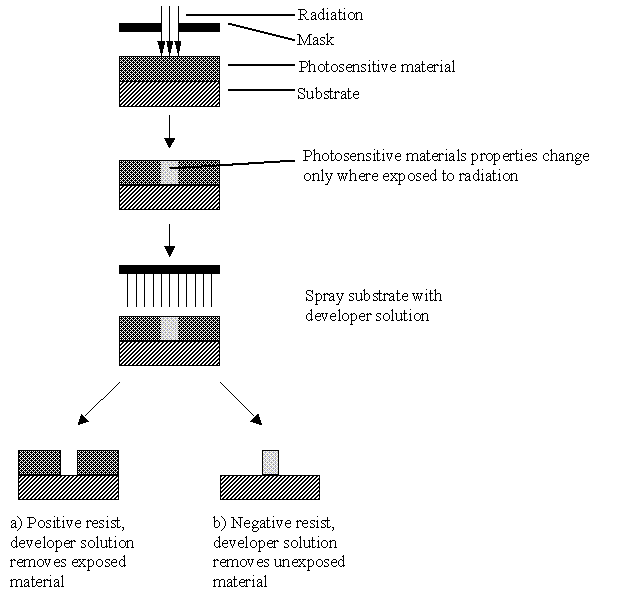 Radiation
Mask
Photosensitive material
Substrate
Photosensitive materials properties change
only where exposed to radiation
Spray substrate with
developer solution
a) Positive resist,
developer solution
removes exposed
material
b) Negative resist,
developer solution
removes unexposed
material